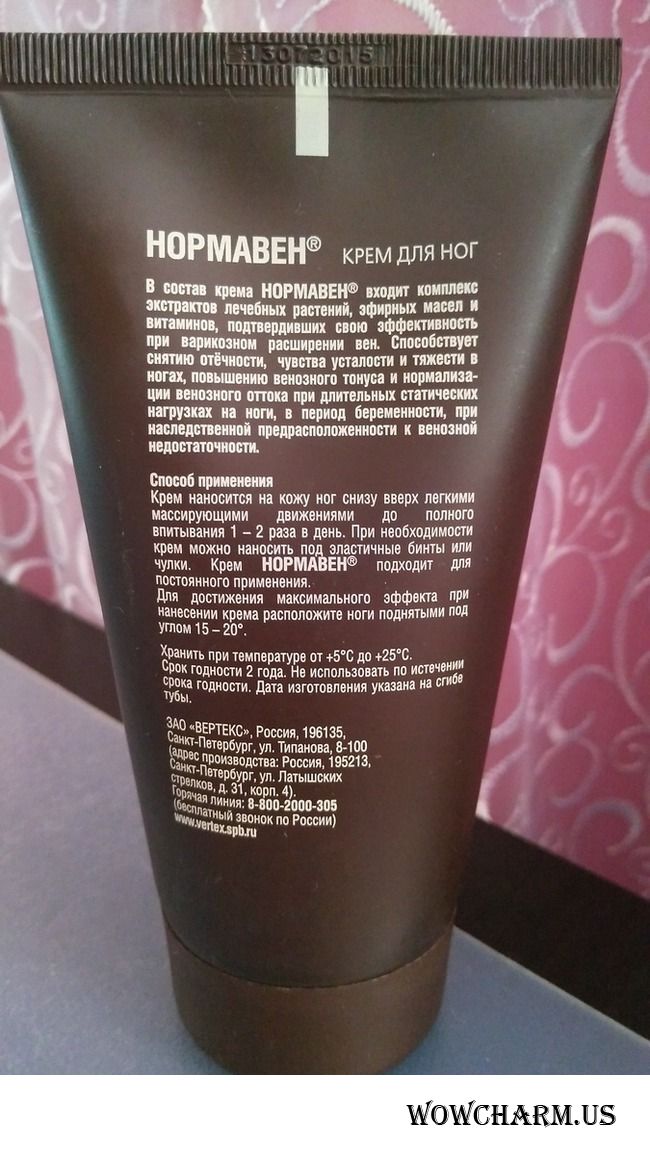 13072015
НОРМАВЕН® КРЕМ ДЛЯ НОГ
В состав крема НОРМАВЕН® входит комплекс
экстрактов лечебных растений, эфирных масел и
витаминов, подтвердивших свою эффективность
при варикозном расширении вен. Способствует
снятию отёчности, чувства усталости и тяжести в
ногах, повышению венозного тонуса и нормализа-
ции венозного оттока при длительных статических
нагрузках на ноги, в период беременности, при
наследственной предрасположенности к венозной
недостаточности.
Способ применения
Крем наносится на кожу ног снизу вверх легкими
массирующими движениями до полного
впитывания 1 – 2 раза в день. При необходимости
крем можно наносить под эластичные бинты или
чулки. Крем НОРМАВЕН® подходит для
постоянного применения.
Для достижения максимального эффекта при
нанесении крема расположите ноги поднятыми под
углом 15 – 20°.
Хранить при температуре от +5°С до +25°С.
Срок годности 2 года. Не использовать по истечении
срока годности. Дата изготовления указана на сгибе
тубы.
ЗАО «ВЕРТЕКС», Россия, 196135,
Санкт-Петербург, ул. Типанова, 8-100
(адрес производства: Россия, 195213,
Санкт-Петербург, ул. Латышских
стрелков, д. 31, корп. 4).
Горячая линия: 8-800-2000-305
(бесплатный звонок по России)
www.vertex.spb.ru
WOWCHARM.US